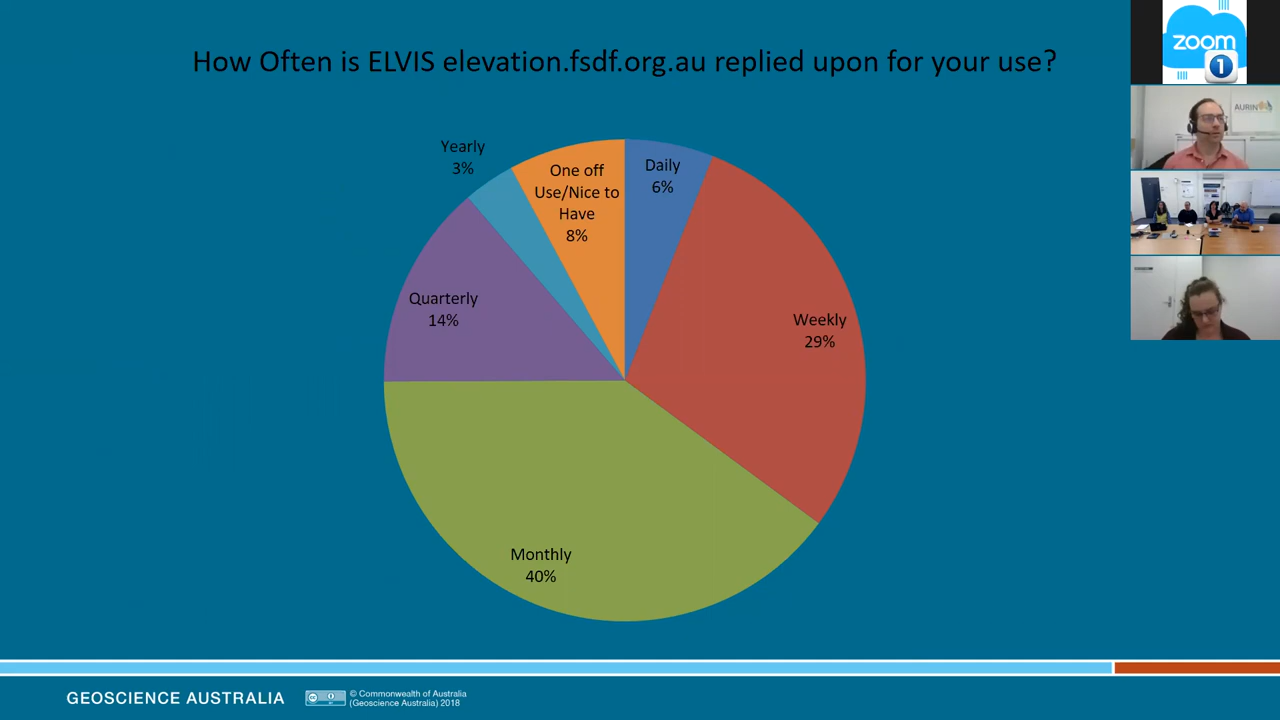 How Often is ELVIS elevation.fsdf.org.au replied upon for your use?
zoom
1
AURIN
Yearly
3%
One off
Use/Nice to
Have
8%
Daily
6%
Quarterly
14%
Weekly
29%
Monthly
40%
GEOSCIENCE AUSTRALIA
© Commonwealth of Australia
(Geoscience Australia) 2018